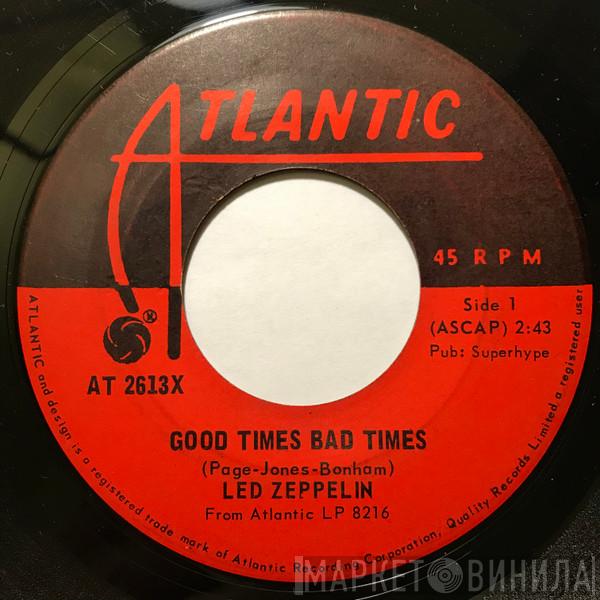 ATLANTIC
45 RPM
®
Side 1
(ASCAP) 2:43
Pub: Superhype
AT 2613X
GOOD TIMES BAD TIMES
(Page-Jones-Bonham)
LED ZEPPELIN
From Atlantic LP 8216
ATLANTIC and design is a registered trade mark of Atlantic Recording Corporation, Quality Records Limited a registered user
МАРКЕТ ВИНИЛА